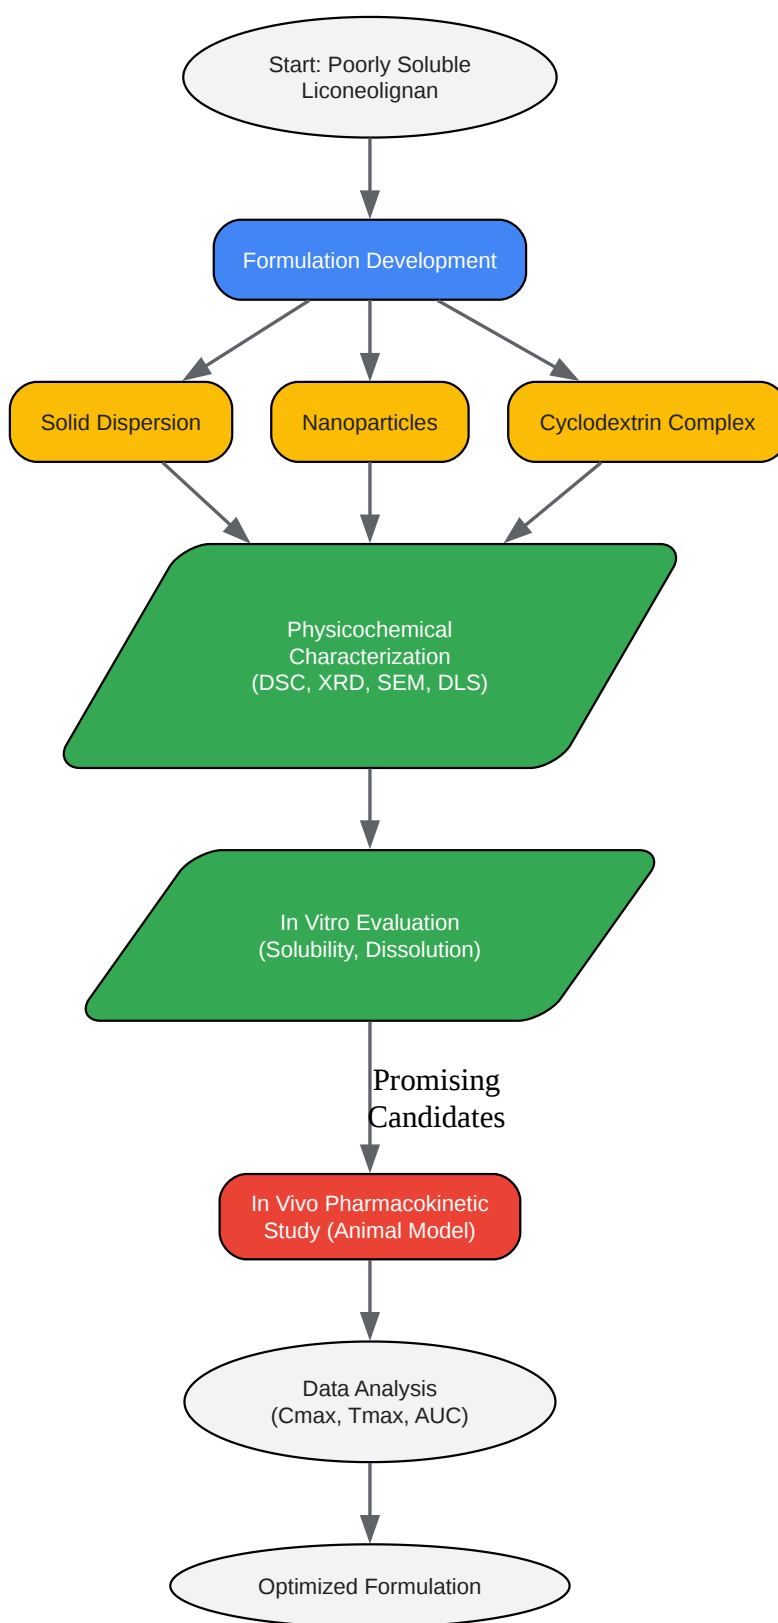 Start: Poorly Soluble
Liconeolignan
Formulation Development
Solid Dispersion
Nanoparticles
Cyclodextrin Complex
Physicochemical
Characterization
(DSC, XRD, SEM, DLS)
In Vitro Evaluation
(Solubility, Dissolution)
Promising
Candidates
In Vivo Pharmacokinetic
Study (Animal Model)
Data Analysis
(Cmax, Tmax, AUC)
Optimized Formulation